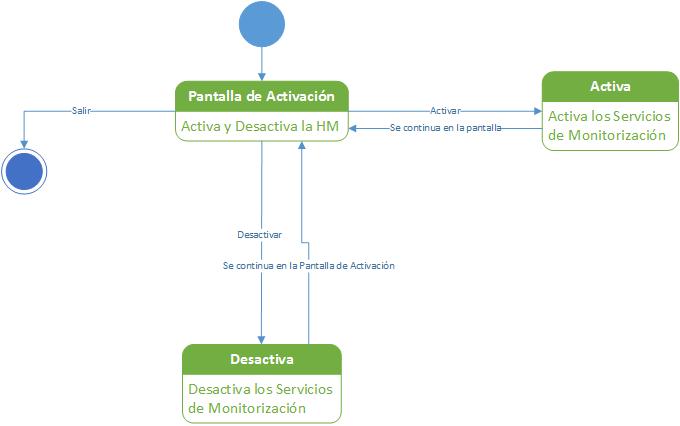 Pantalla de Activación
Activa y Desactiva la HM
Salir
Activar
Se continua en la pantalla
Activa
Activa los Servicios
de Monitorización
Desactivar
Se continua en la Pantalla de Activación
Desactiva
Desactiva los Servicios
de Monitorización